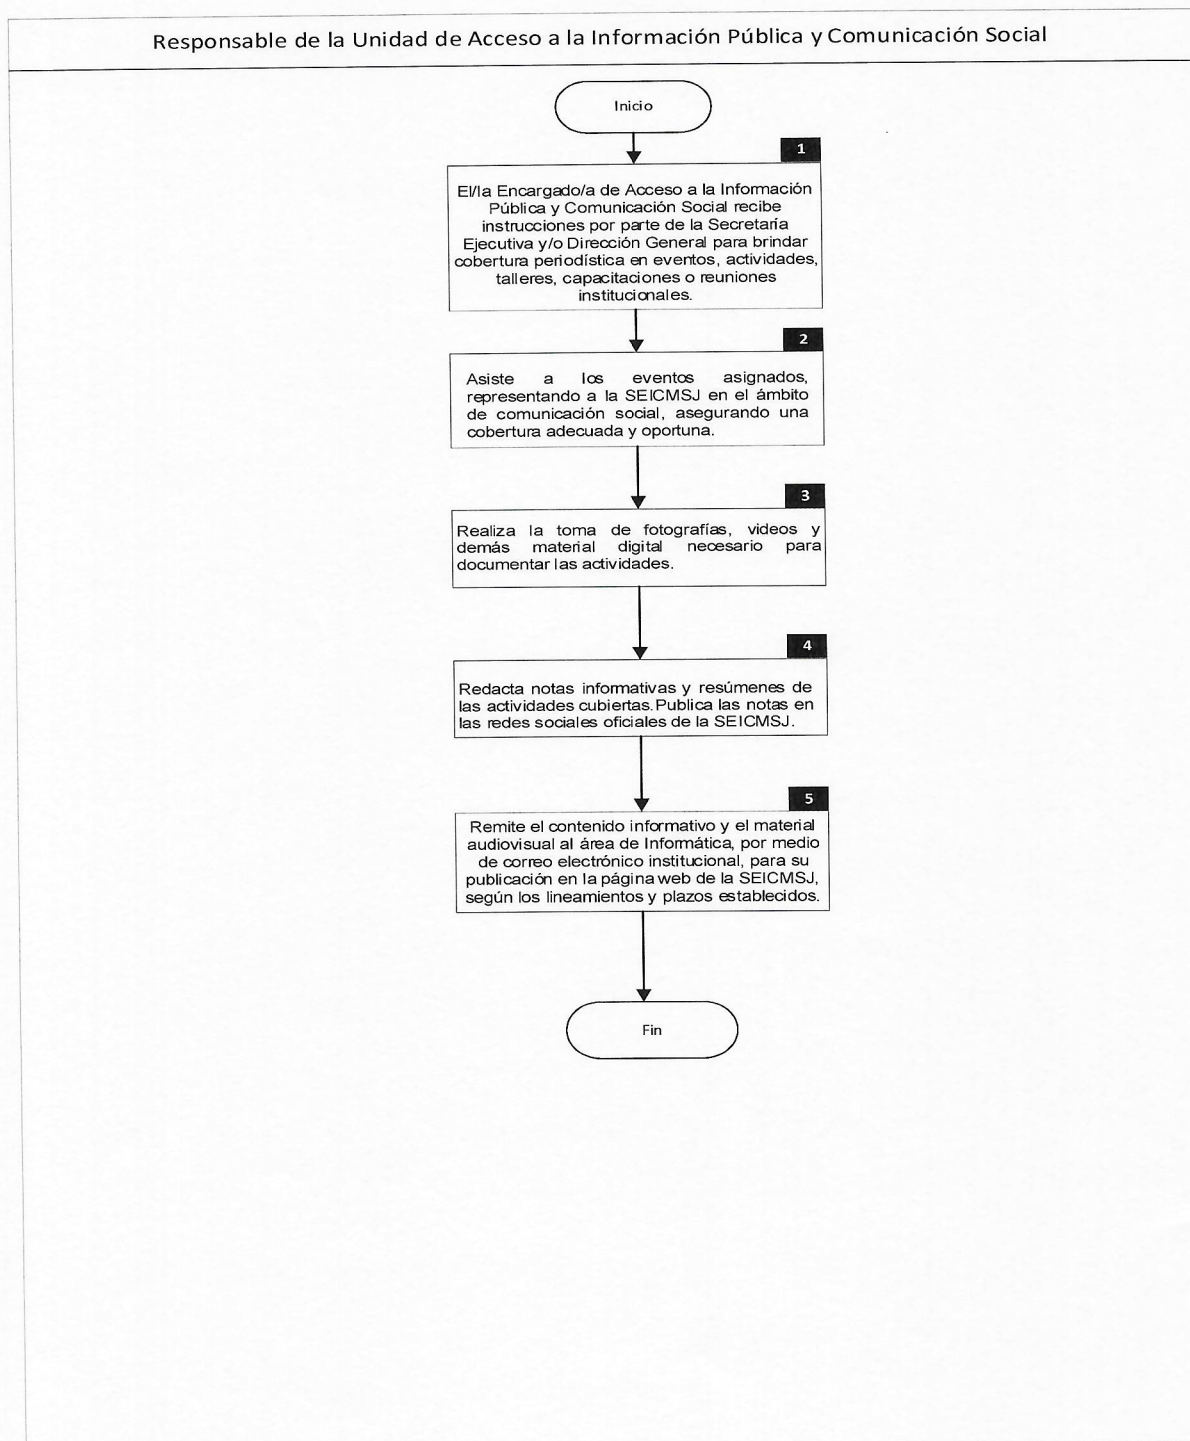 Responsable de la Unidad de Acceso a la Información Pública y Comunicación Social
Inicio
1
El/la Encargado/a de Acceso a la Información
Pública y Comunicación Social recibe
instrucciones por parte de la Secretaría
Ejecutiva y/o Dirección General para brindar
cobertura periodística en eventos, actividades,
talleres, capacitaciones o reuniones
institucionales.
2
Asiste a los eventos asignados,
representando a la SEICMSJ en el ámbito
de comunicación social, asegurando una
cobertura adecuada y oportuna.
3
Realiza la toma de fotografías, videos y
demás material digital necesario para
documentar las actividades.
4
Redacta notas informativas y resúmenes de
las actividades cubiertas. Publica las notas en
las redes sociales oficiales de la SEICMSJ.
5
Remite el contenido informativo y el material
audiovisual al área de Informática, por medio
de correo electrónico institucional, para su
publicación en la página web de la SEICMSJ,
según los lineamientos y plazos establecidos.
Fin